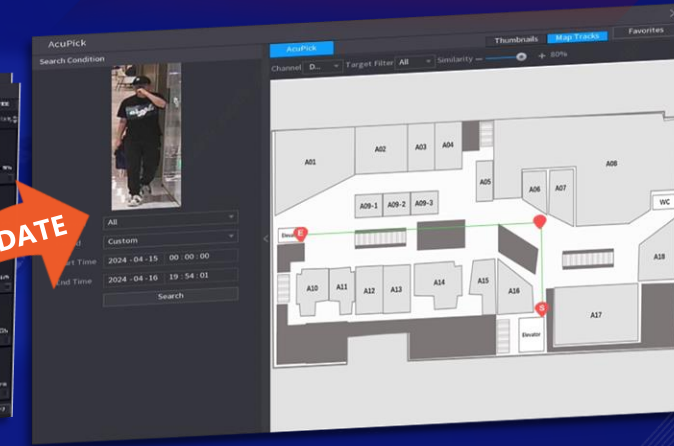 AcuPick
Search Condition
All
Custom
Start Time 2024-04-15 00:00:00
End Time 2024-04-16 19:54:01
Search
DATE
AcuPick
Thumbnails Map Tracks Favorites
Channel D... Target Filter All Similarity 80%
A01
A02
A03
A04
A05
A06
A07
A08
WC
A09-1 A09-2 A09-3
E
S
A10
A11
A12
A13
A14
A15
A16
A17
A18
Elevator